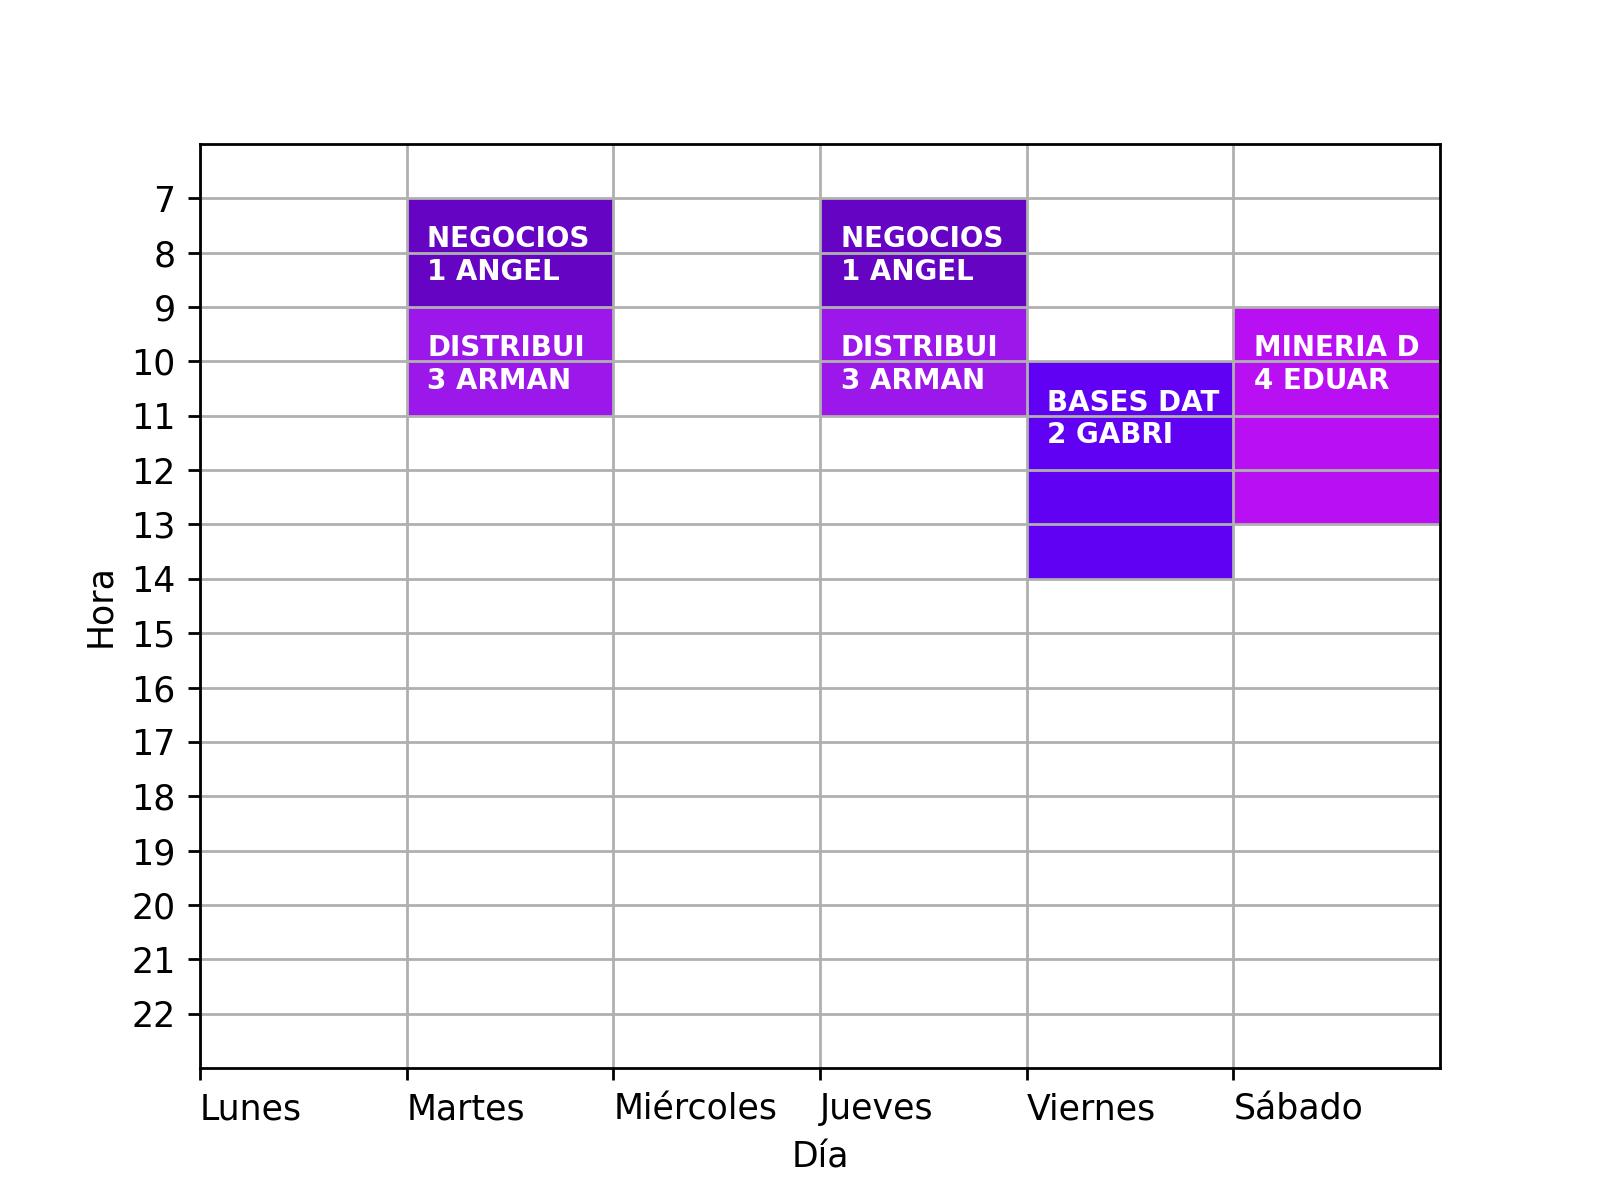 7
8
9
10
11
12
13
14
15
16
17
18
19
20
21
22
Hora
NEGOCIOS
1 ANGEL
DISTRIBUI
3 ARMAN
NEGOCIOS
1 ANGEL
DISTRIBUI
3 ARMAN
BASES DAT
2 GABRI
MINERIA D
4 EDUAR
Lunes
Martes
Miércoles
Jueves
Viernes
Sábado
Día